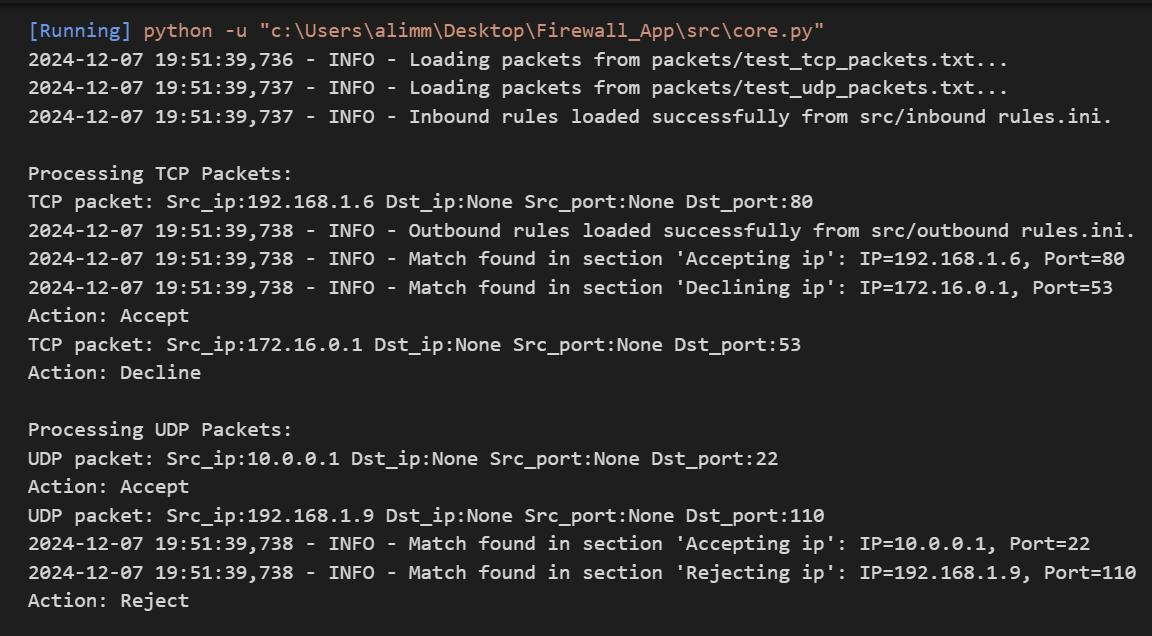 [Running] python -u "c:\Users\alimm\Desktop\Firewall_App\src\core.py"
2024-12-07 19:51:39,736 - INFO - Loading packets from packets/test_tcp_packets.txt...
2024-12-07 19:51:39,737 - INFO - Loading packets from packets/test_udp_packets.txt...
2024-12-07 19:51:39,737 - INFO - Inbound rules loaded successfully from src/inbound rules.ini.
Processing TCP Packets:
TCP packet: Src_ip:192.168.1.6 Dst_ip:None Src_port:None Dst_port:80
2024-12-07 19:51:39,738 - INFO - Outbound rules loaded successfully from src/outbound rules.ini.
2024-12-07 19:51:39,738 - INFO - Match found in section 'Accepting ip': IP=192.168.1.6, Port=80
2024-12-07 19:51:39,738 - INFO - Match found in section 'Declining ip': IP=172.16.0.1, Port=53
Action: Accept
TCP packet: Src_ip:172.16.0.1 Dst_ip:None Src_port:None Dst_port:53
Action: Decline
Processing UDP Packets:
UDP packet: Src_ip:10.0.0.1 Dst_ip:None Src_port:None Dst_port:22
Action: Accept
UDP packet: Src_ip:192.168.1.9 Dst_ip:None Src_port:None Dst_port:110
2024-12-07 19:51:39,738 - INFO - Match found in section 'Accepting ip': IP=10.0.0.1, Port=22
2024-12-07 19:51:39,738 - INFO - Match found in section 'Rejecting ip': IP=192.168.1.9, Port=110
Action: Reject